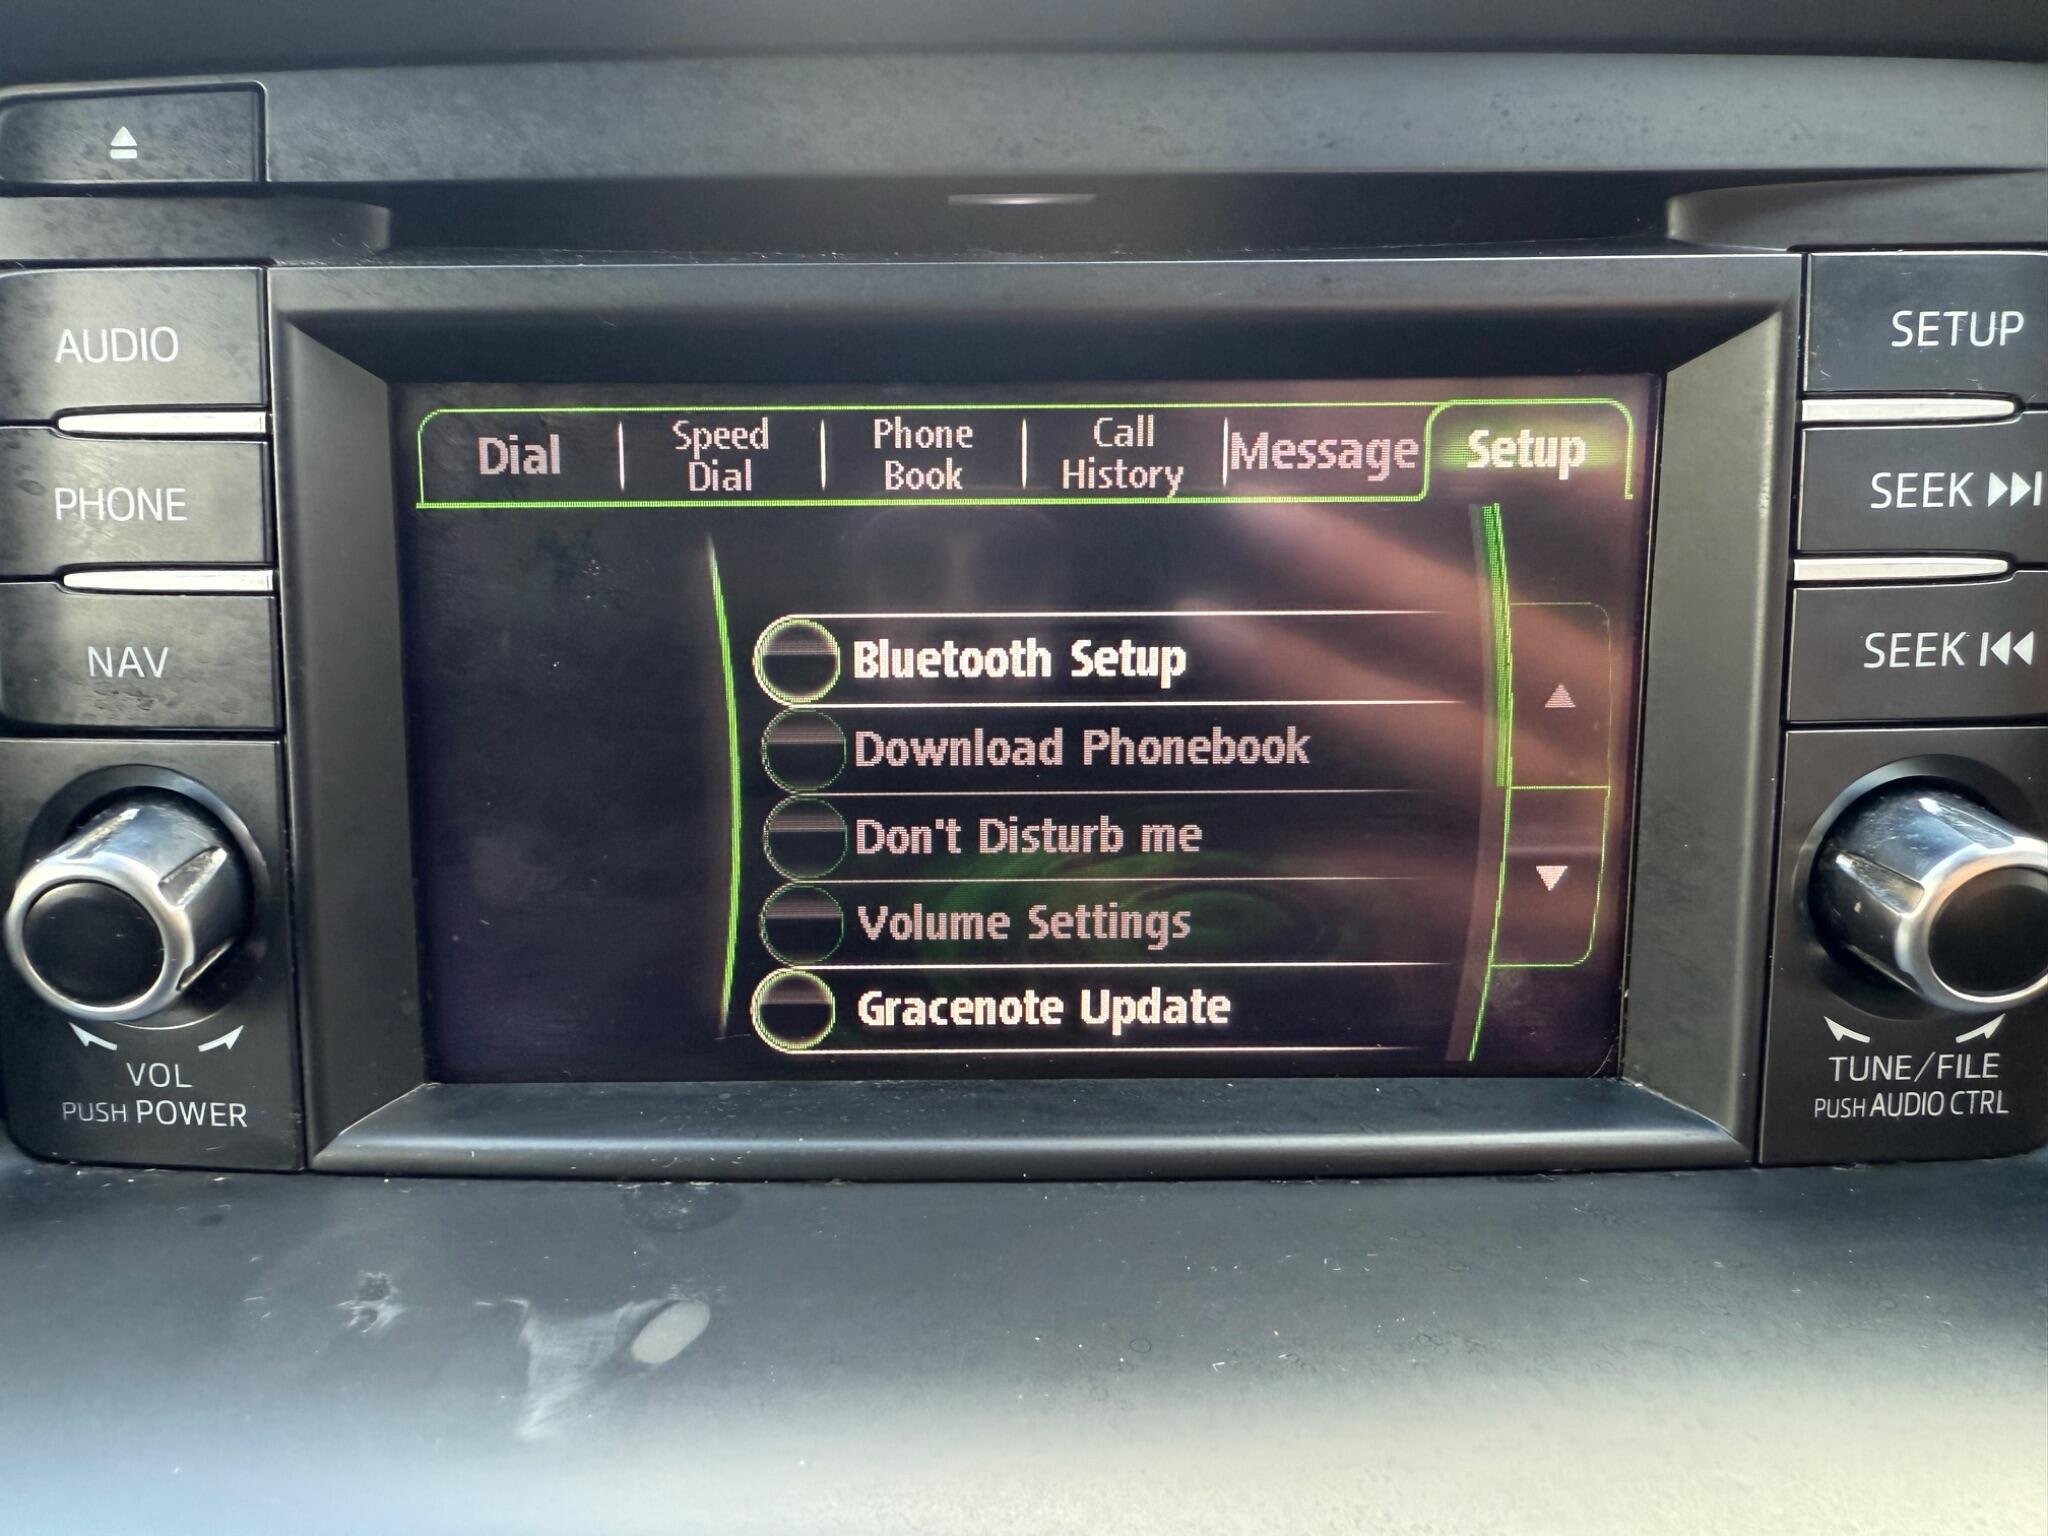 AUDIO
PHONE
NAV
VOL
PUSH POWER
Dial
Speed
Dial
Phone
Book
Call
History
Message
Setup
Bluetooth Setup
Download Phonebook
Don't Disturb me
Volume Settings
Gracenote Update
SETUP
SEEK
SEEK
TUNE/FILE
PUSH AUDIO CTRL